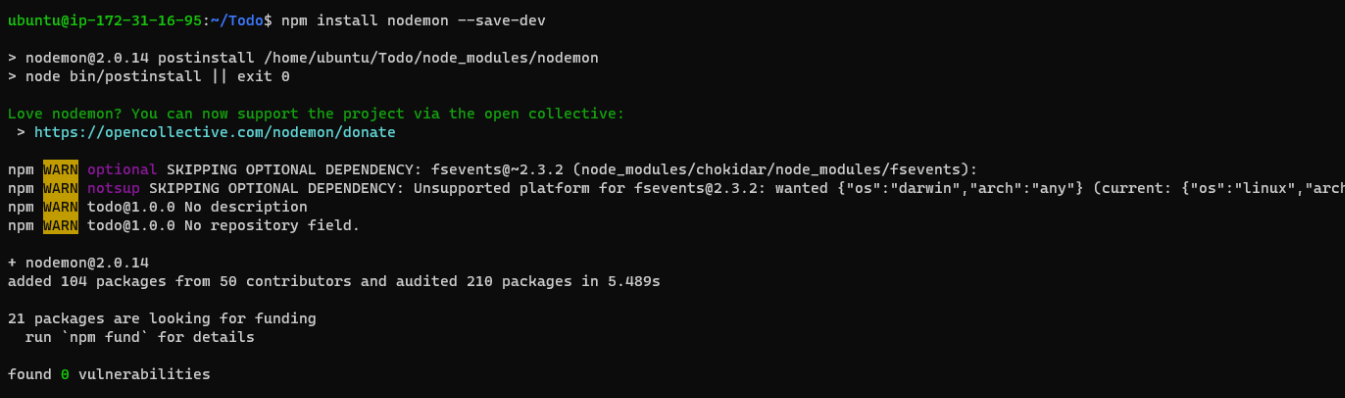 ubuntu@ip-172-31-16-95:~/Todo$ npm install nodemon --save-dev
> nodemon@2.0.14 postinstall /home/ubuntu/Todo/node_modules/nodemon
> node bin/postinstall || exit 0
Love nodemon? You can now support the project via the open collective:
 > https://opencollective.com/nodemon/donate
npm WARN optional SKIPPING OPTIONAL DEPENDENCY: fsevents@~2.3.2 (node_modules/chokidar/node_modules/fsevents):
npm WARN notsup SKIPPING OPTIONAL DEPENDENCY: Unsupported platform for fsevents@2.3.2: wanted {"os":"darwin","arch":"any"} (current: {"os":"linux","arch
npm WARN todo@1.0.0 No description
npm WARN todo@1.0.0 No repository field.
+ nodemon@2.0.14
added 104 packages from 50 contributors and audited 210 packages in 5.489s
21 packages are looking for funding
  run `npm fund` for details
found 0 vulnerabilities